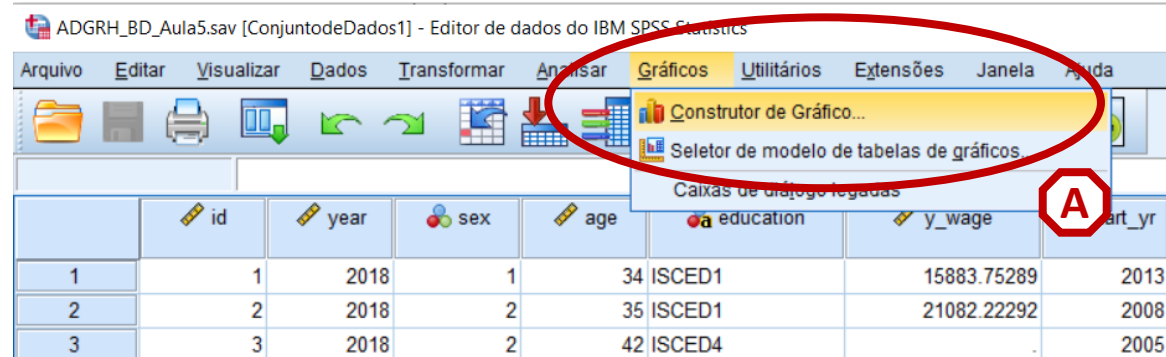 ADGRH_BD_Aula5.sav [ConjuntodeDados1] - Editor de dados do IBM SPSS Statistics
Arquivo Editar Visualizar Dados Transformar Analisar Gráficos Utilitários Extensões Janela Ajuda
Construtor de Gráfico...
Seletor de modelo de tabelas de gráficos...
Caixas de diálogo legadas
A
id year sex age education y_wage art_yr
1 1 2018 1 34 ISCED1 15883.75289 2013
2 2 2018 2 35 ISCED1 21082.22292 2008
3 3 2018 2 42 ISCED4 . 2005